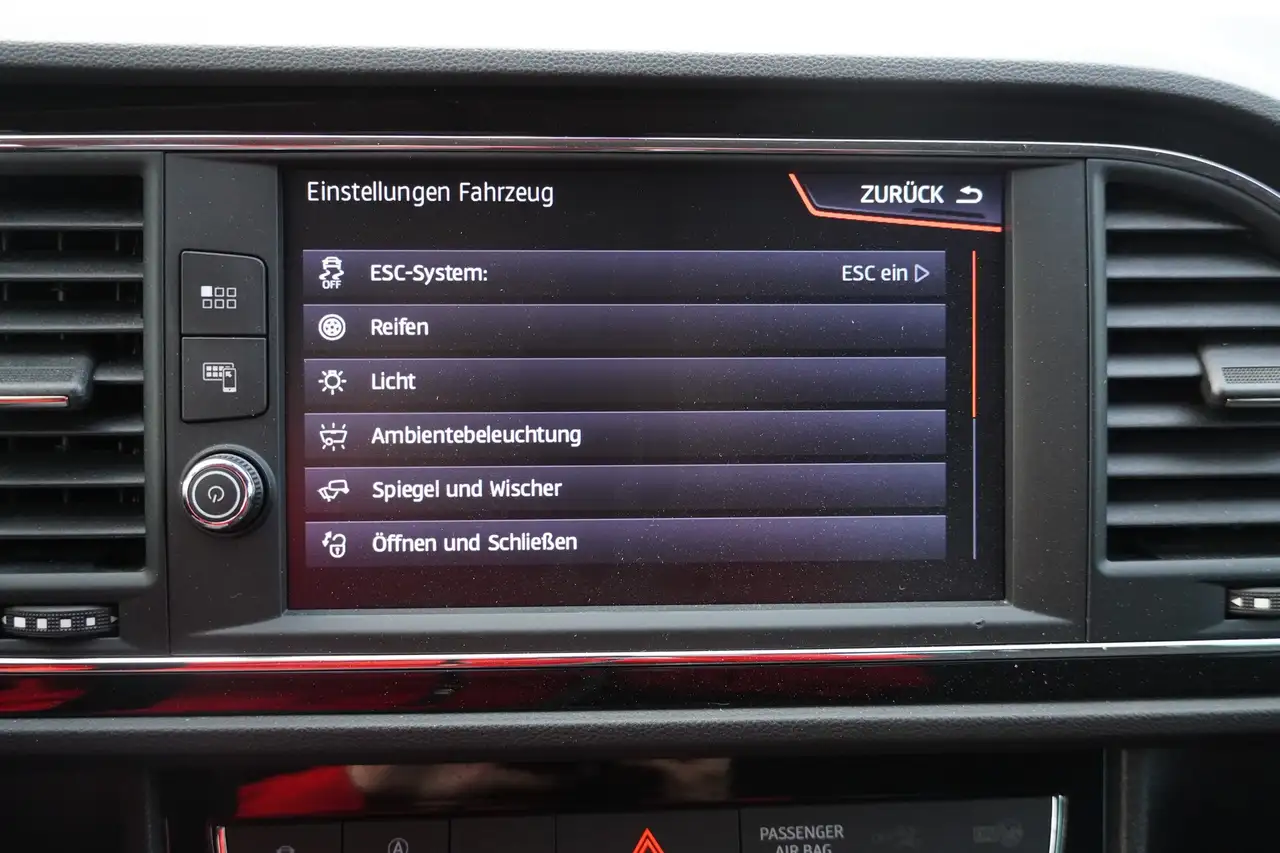 Einstellungen Fahrzeug
ZURÜCK
OFF
ESC-System:
ESC ein
Reifen
Licht
Ambientebeleuchtung
Spiegel und Wischer
Öffnen und Schließen
A
PASSENGER
AIR BAG